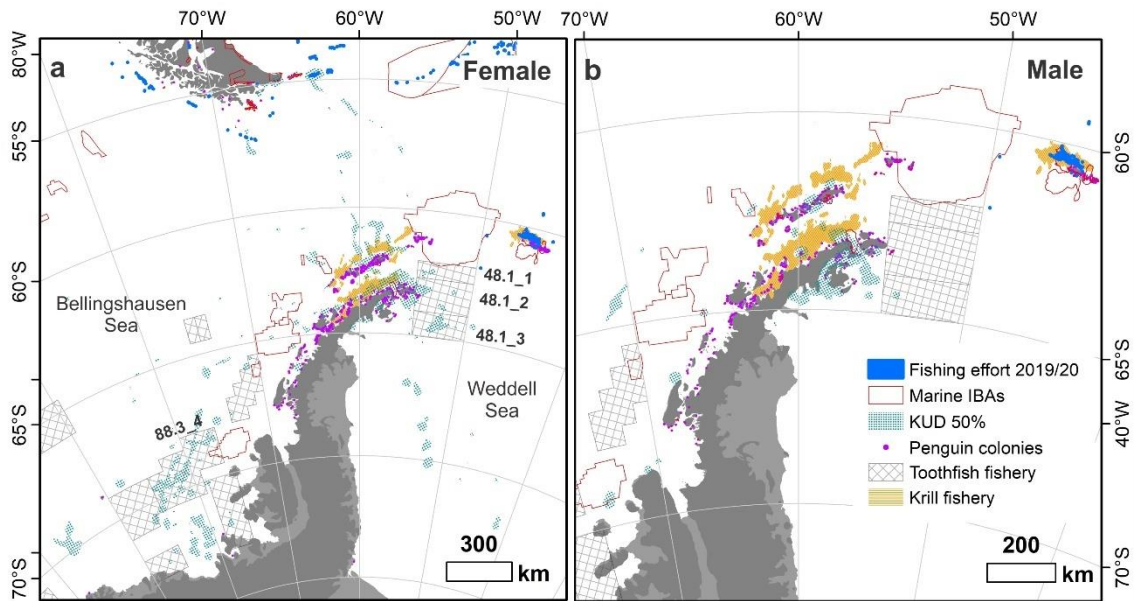 70°W
60°W
50°W
70°W
60°W
50°W
80°W
a
Female
b
Male
55°S
60°S
60°S
48.1_1
48.1_2
48.1_3
Bellingshausen
Sea
Weddell
Sea
65°S
88.3_4
65°S
40°W
70°S
70°S
Fishing effort 2019/20
Marine IBAs
KUD 50%
Penguin colonies
Toothfish fishery
Krill fishery
300
km
200
km